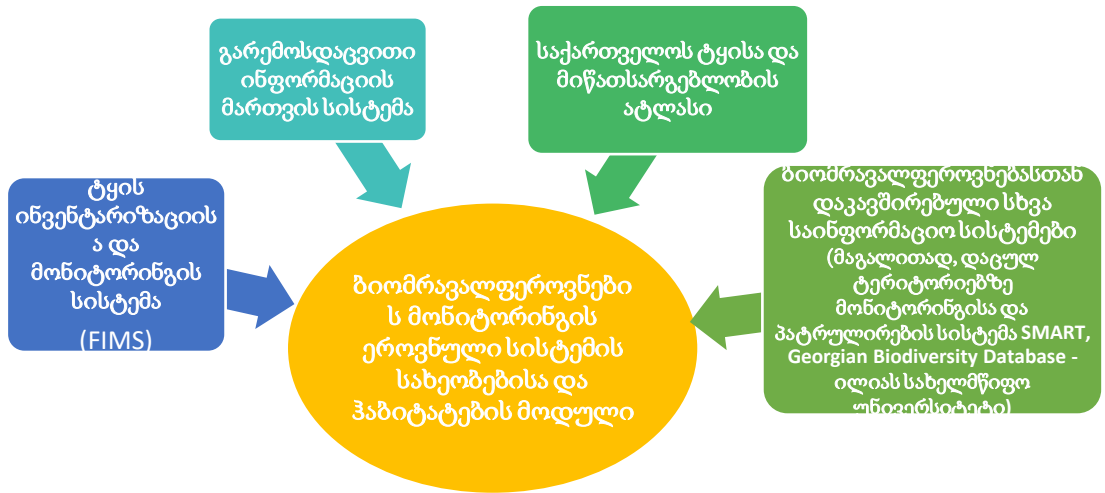 გარემოსდაცვითი
ინფორმაციის
მართვის სისტემა
საქართველოს ტყისა და
მიწათსარგებლობის
ატლასი
ტყის
ინვენტარიზაციის
ა და
მონიტორინგის
სისტემა
(FIMS)
ბიომრავალფეროვნებასთან
დაკავშირებული სხვა
საინფორმაციო სისტემები
(მაგალითად, დაცულ
ტერიტორიებზე
მონიტორინგისა და
პატრულირების სისტემა SMART,
Georgian Biodiversity Database -
ილიას სახელმწიფო
უნივერსიტეტი)
ბიომრავალფეროვნები
ს მონიტორინგის
ეროვნული სისტემის
სახეობებისა და
ჰაბიტატების მოდული